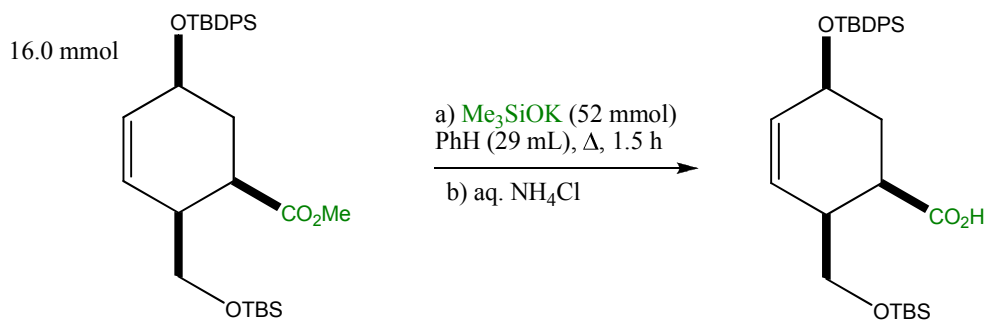 OTBDPS
OTBDPS
16.0 mmol
a) Me₃SiOK (52 mmol)
PhH (29 mL), Δ, 1.5 h
b) aq. NH₄Cl
CO₂Me
CO₂H
OTBS
OTBS